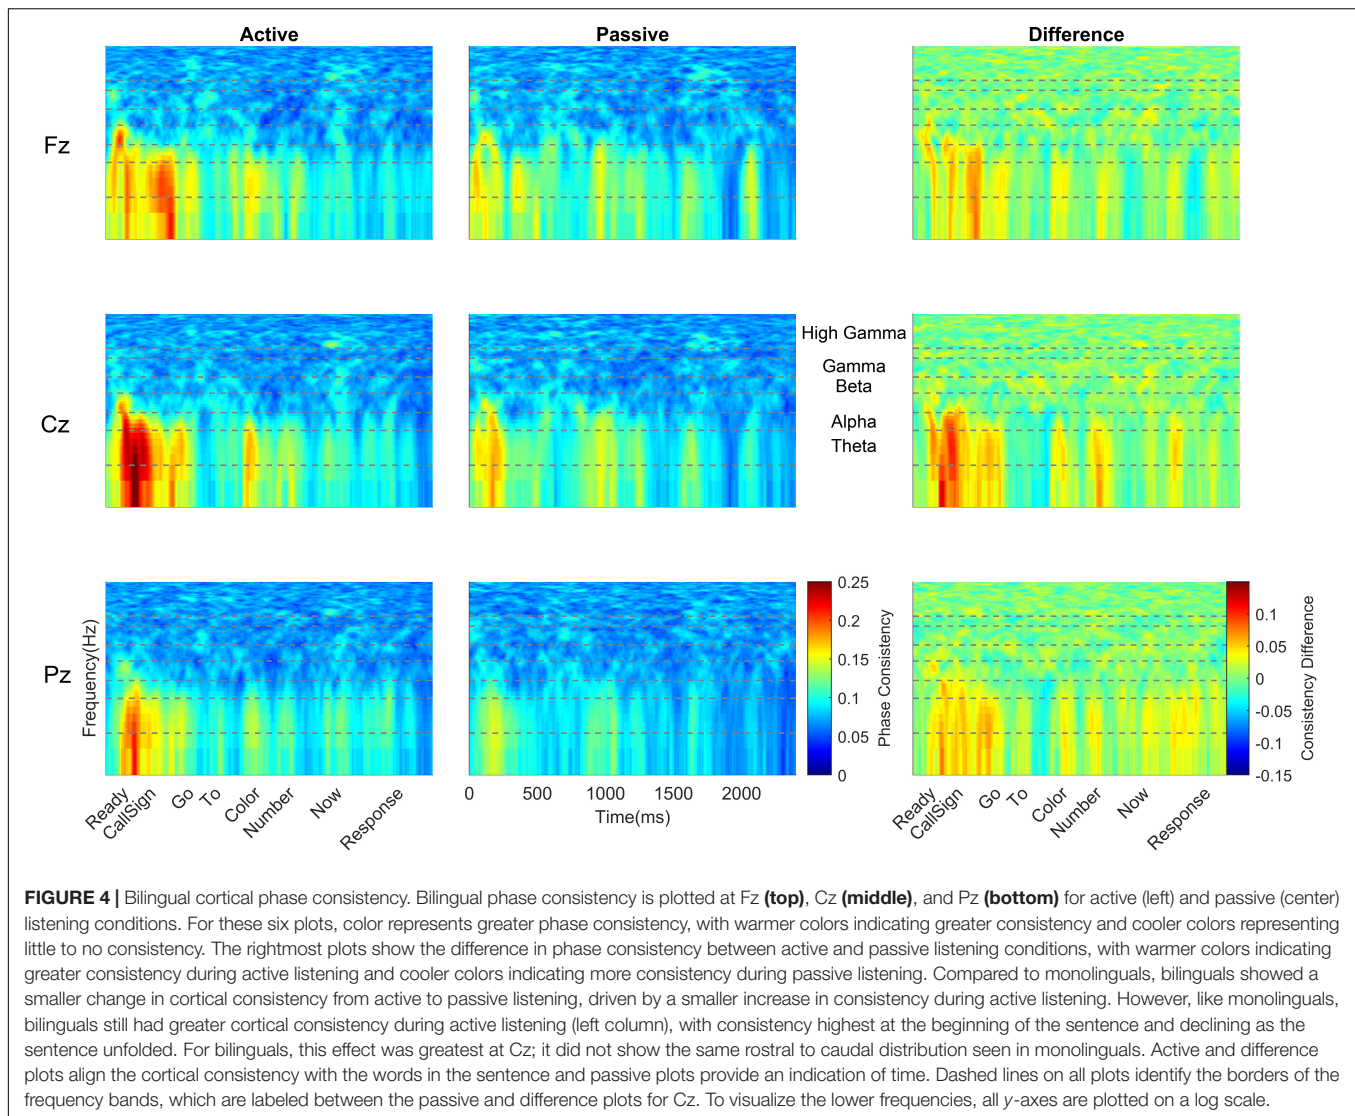 Active
Passive
Difference
Fz
Cz
High Gamma
Gamma
Beta
Alpha
Theta
Pz
Frequency(Hz)
0.25
0.2
0.15
0.1
0.05
0
Phase Consistency
0.1
0.05
0
-0.05
-0.1
-0.15
Consistency Difference
Ready
CallSign
Go
To
Color
Number
Now
Response
0
500
1000
1500
2000
Time(ms)
Ready
CallSign
Go
To
Color
Number
Now
Response
FIGURE 4 | Bilingual cortical phase consistency. Bilingual phase consistency is plotted at Fz (top), Cz (middle), and Pz (bottom) for active (left) and passive (center)
listening conditions. For these six plots, color represents greater phase consistency, with warmer colors indicating greater consistency and cooler colors representing
little to no consistency. The rightmost plots show the difference in phase consistency between active and passive listening conditions, with warmer colors indicating
greater consistency during active listening and cooler colors indicating more consistency during passive listening. Compared to monolinguals, bilinguals showed a
smaller change in cortical consistency from active to passive listening, driven by a smaller increase in consistency during active listening. However, like monolinguals,
bilinguals still had greater cortical consistency during active listening (left column), with consistency highest at the beginning of the sentence and declining as the
sentence unfolded. For bilinguals, this effect was greatest at Cz; it did not show the same rostral to caudal distribution seen in monolinguals. Active and difference
plots align the cortical consistency with the words in the sentence and passive plots provide an indication of time. Dashed lines on all plots identify the borders of the
frequency bands, which are labeled between the passive and difference plots for Cz. To visualize the lower frequencies, all y-axes are plotted on a log scale.